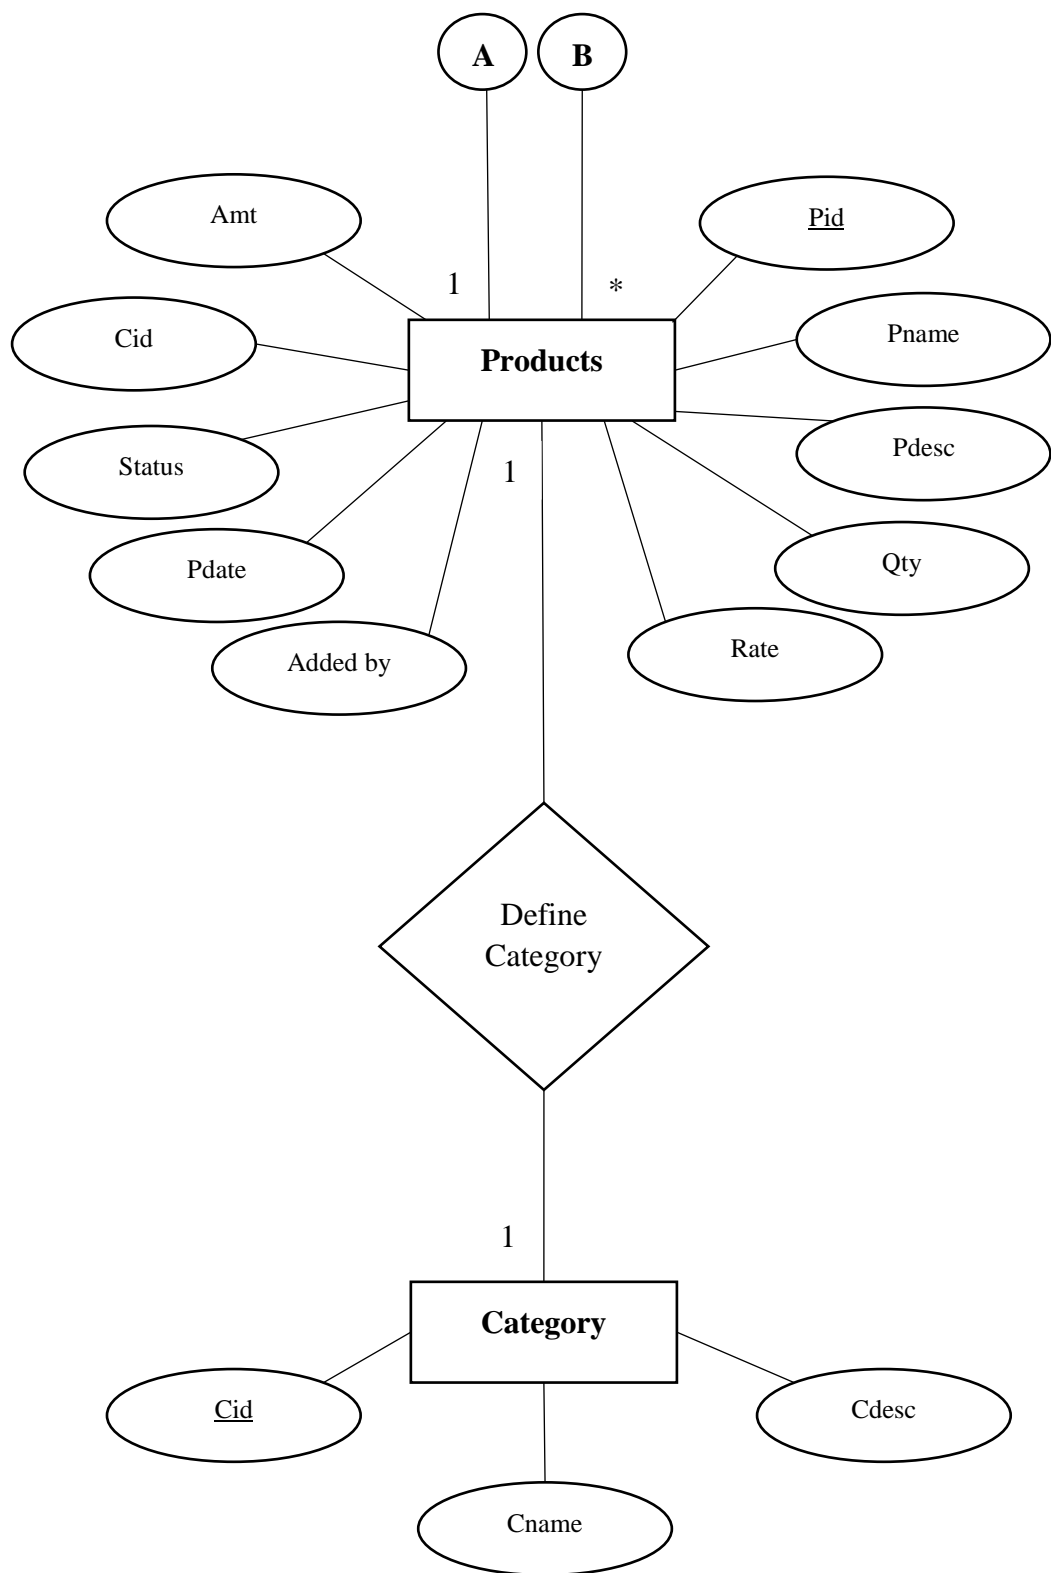 A B
Amt
Pid
1 *
Cid
Pname
Products
Status
1
Pdesc
Pdate
Qty
Added by
Rate
Define
Category
1
Category
Cid
Cdesc
Cname